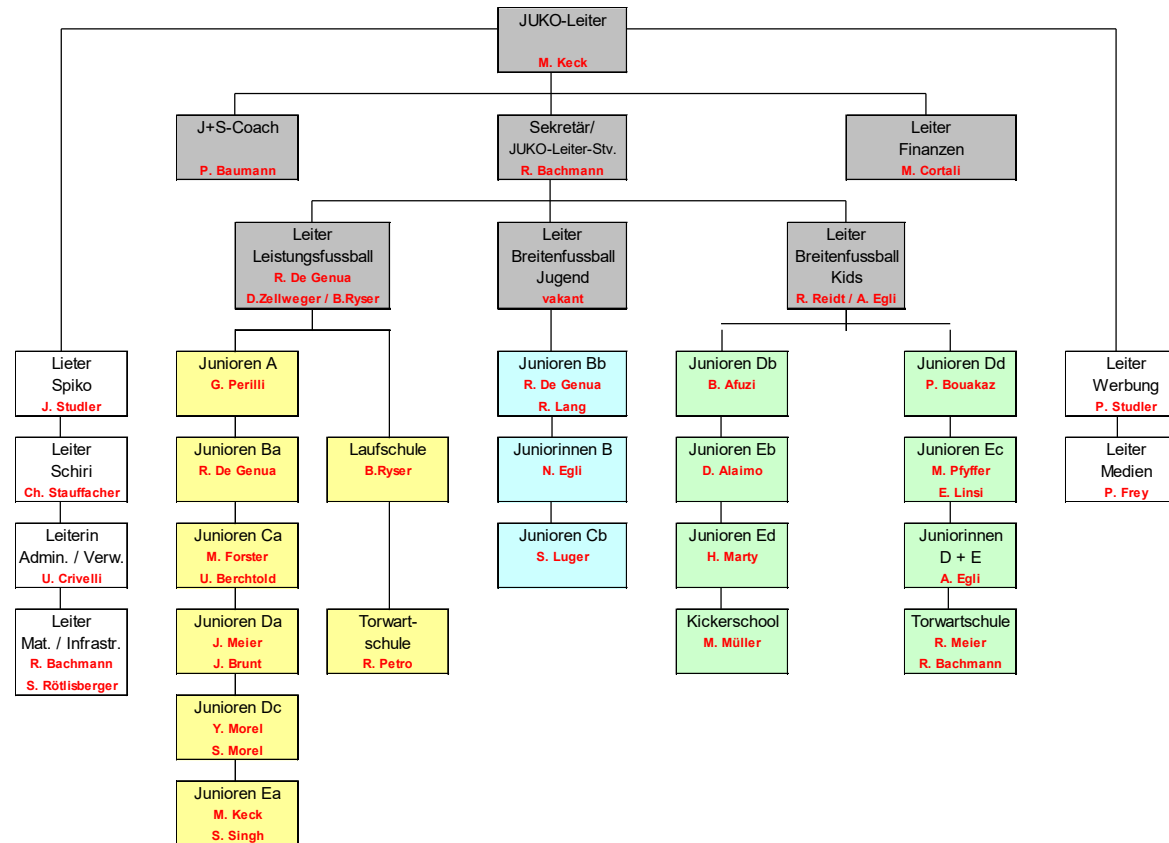 JUKO-Leiter
M. Keck
J+S-Coach
P. Baumann
Sekretär/
JUKO-Leiter-Stv.
R. Bachmann
Leiter
Finanzen
M. Cortali
Leiter
Leistungsfussball
R. De Genua
D.Zellweger / B.Ryser
Leiter
Breitenfussball
Jugend
vakant
Leiter
Breitenfussball
Kids
R. Reidt / A. Egli
Lieter
Spiko
J. Studler
Leiter
Schiri
Ch. Stauffacher
Leiterin
Admin. / Verw.
U. Crivelli
Leiter
Mat. / Infrastr.
R. Bachmann
S. Rötlisberger
Junioren A
G. Perilli
Junioren Ba
R. De Genua
Junioren Ca
M. Forster
U. Berchtold
Junioren Da
J. Meier
J. Brunt
Junioren Dc
Y. Morel
S. Morel
Junioren Ea
M. Keck
S. Singh
Laufschule
B.Ryser
Torwart-
schule
R. Petro
Junioren Bb
R. De Genua
R. Lang
Juniorinnen B
N. Egli
Junioren Cb
S. Luger
Junioren Db
B. Afuzi
Junioren Eb
D. Alaimo
Junioren Ed
H. Marty
Kickerschool
M. Müller
Junioren Dd
P. Bouakaz
Junioren Ec
M. Pfyffer
E. Linsi
Juniorinnen
D + E
A. Egli
Torwartschule
R. Meier
R. Bachmann
Leiter
Werbung
P. Studler
Leiter
Medien
P. Frey